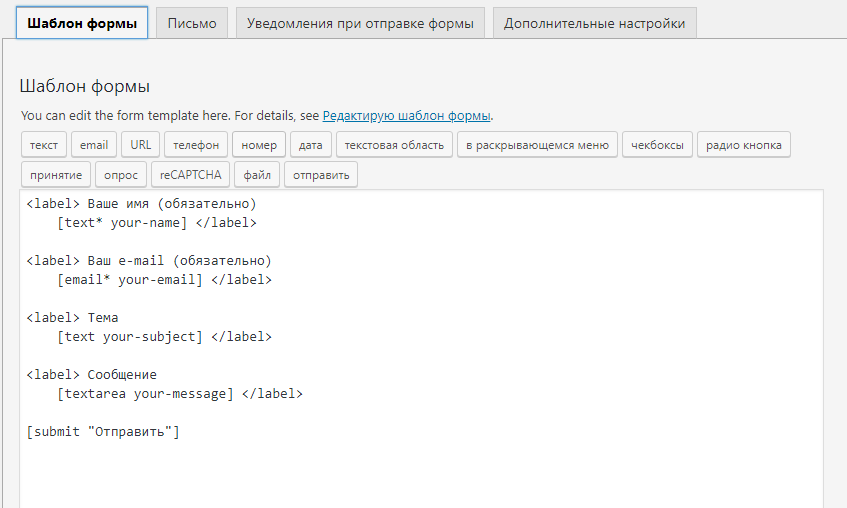 Шаблон формы Письмо Уведомления при отправке формы Дополнительные настройки
Шаблон формы
You can edit the form template here. For details, see Редактирую шаблон формы.
текст email URL телефон номер дата текстовая область в раскрывающемся меню чекбоксы радио кнопка
принятие опрос reCAPTCHA файл отправить
<label> Ваше имя (обязательно)
[text* your-name] </label>
<label> Ваш e-mail (обязательно)
[email* your-email] </label>
<label> Тема
[text your-subject] </label>
<label> Сообщение
[textarea your-message] </label>
[submit "Отправить"]